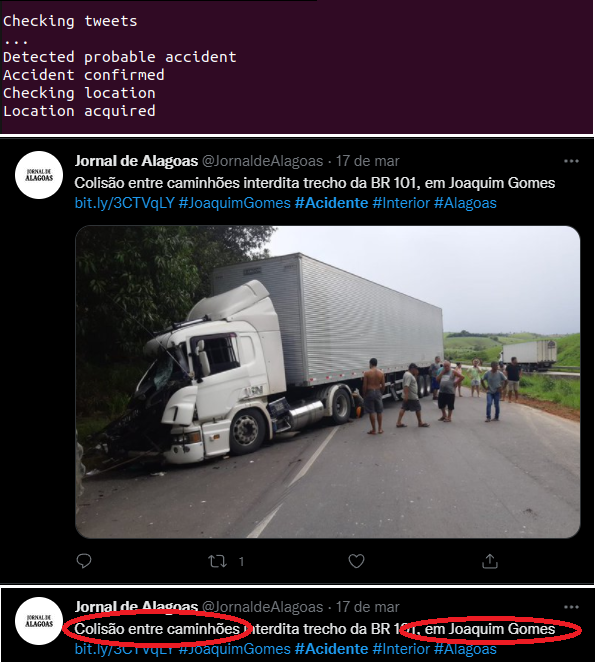 Checking tweets
...
Detected probable accident
Accident confirmed
Checking location
Location acquired
JORNAL DE
ALAGOAS
Jornal de Alagoas @JornaldeAlagoas · 17 de mar
Colisão entre caminhões interdita trecho da BR 101, em Joaquim Gomes
bit.ly/3CTVqLY #JoaquimGomes #Acidente #Interior #Alagoas
1
JORNAL DE
ALAGOAS
Jornal de Alagoas @JornaldeAlagoas · 17 de mar
Colisão entre caminhões interdita trecho da BR 101, em Joaquim Gomes
bit.ly/3CTVqLY #JoaquimGomes #Acidente #Interior #Alagoas